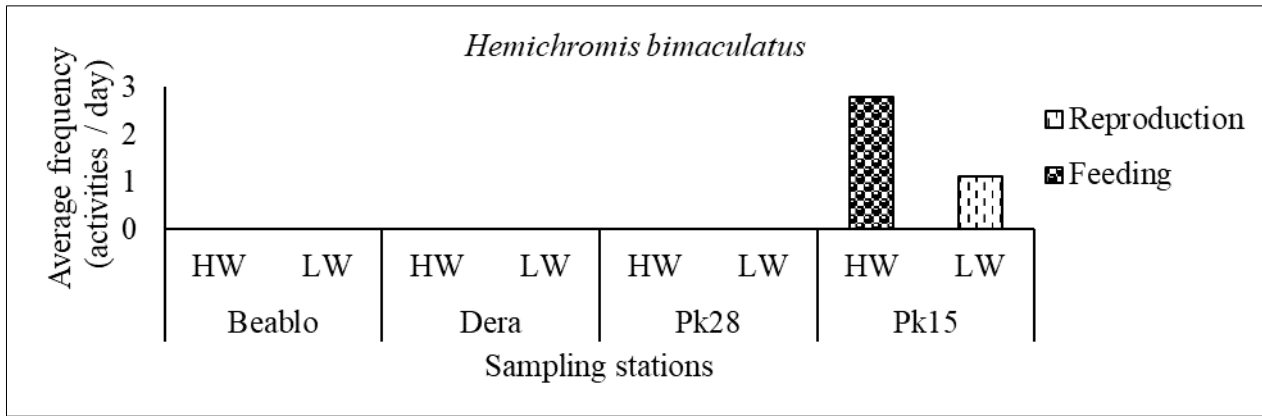 Hemichromis bimaculatus
Average frequency
(activities / day)
3
2
1
0
Reproduction
Feeding
HW LW HW LW HW LW HW LW
Beablo Dera Pk28 Pk15
Sampling stations